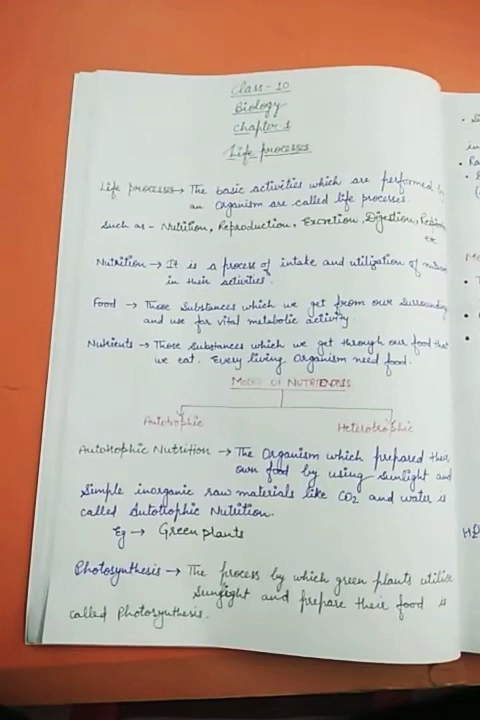 Class - 10
Biology
Chapter-1
Life processes
Life processes → The basic activities which are performed by
an Organism are called life processes.
Such as - Nutrition, Reproduction, Excretion, Digestion,
etc
Nutrition → It is a process of intake and utilization of
in their activities.
Food → Those Substances which we get from our Surrounding
and use for vital metabolic activity.
Nutrients → Those Substances which we get through our food that
we eat. Every living Organism need food.
Modes OF
Autotrophic
Heterotrophic
Autotrophic Nutrition → The Organism which prepared their
own food by using Sunlight and
Simple inorganic raw materials like CO2 and water is
called Autotrophic Nutrition.
Eg → Green plants
Photosynthesis → The process by which green plants utilise
Sunlight and prepare their food is
called Photosynthesis.